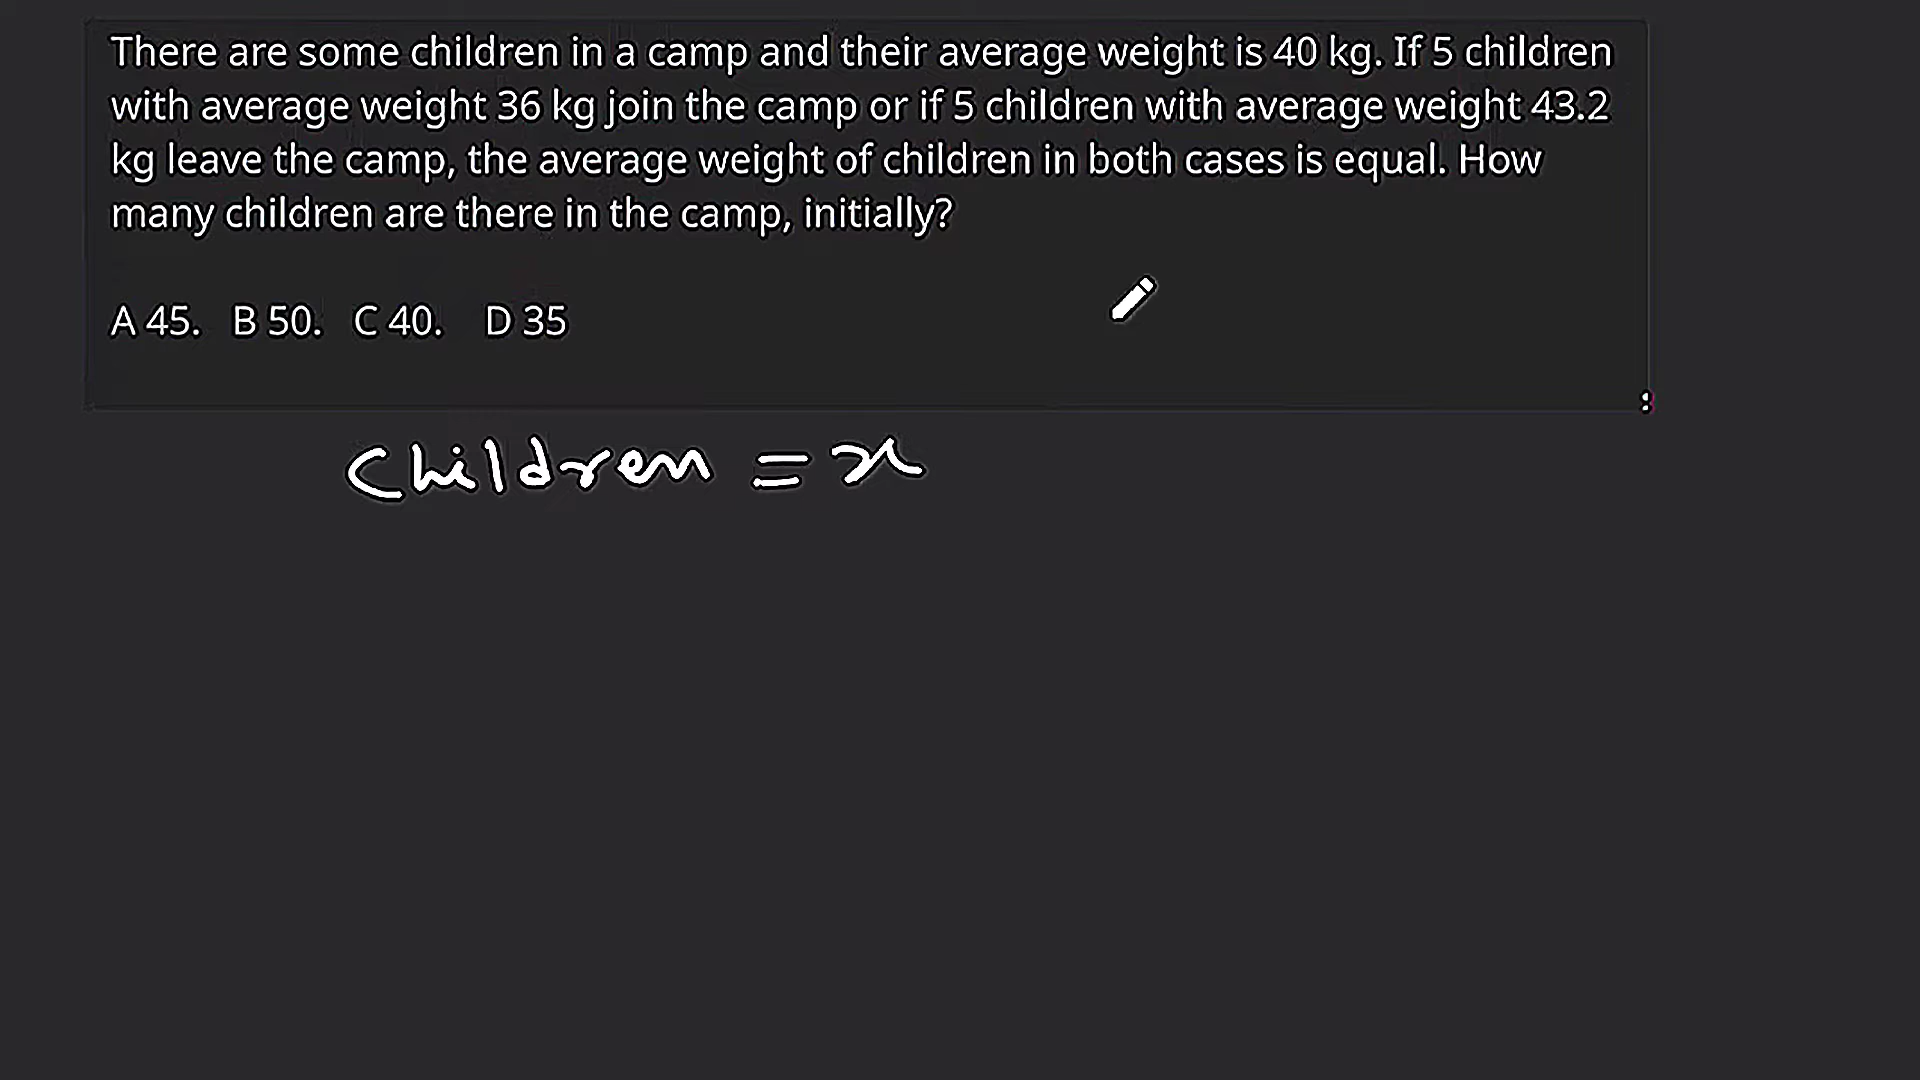 There are some children in a camp and their average weight is 40 kg. If 5 children
with average weight 36 kg join the camp or if 5 children with average weight 43.2
kg leave the camp, the average weight of children in both cases is equal. How
many children are there in the camp, initially?
A 45. B 50. C 40. D 35
Children = x